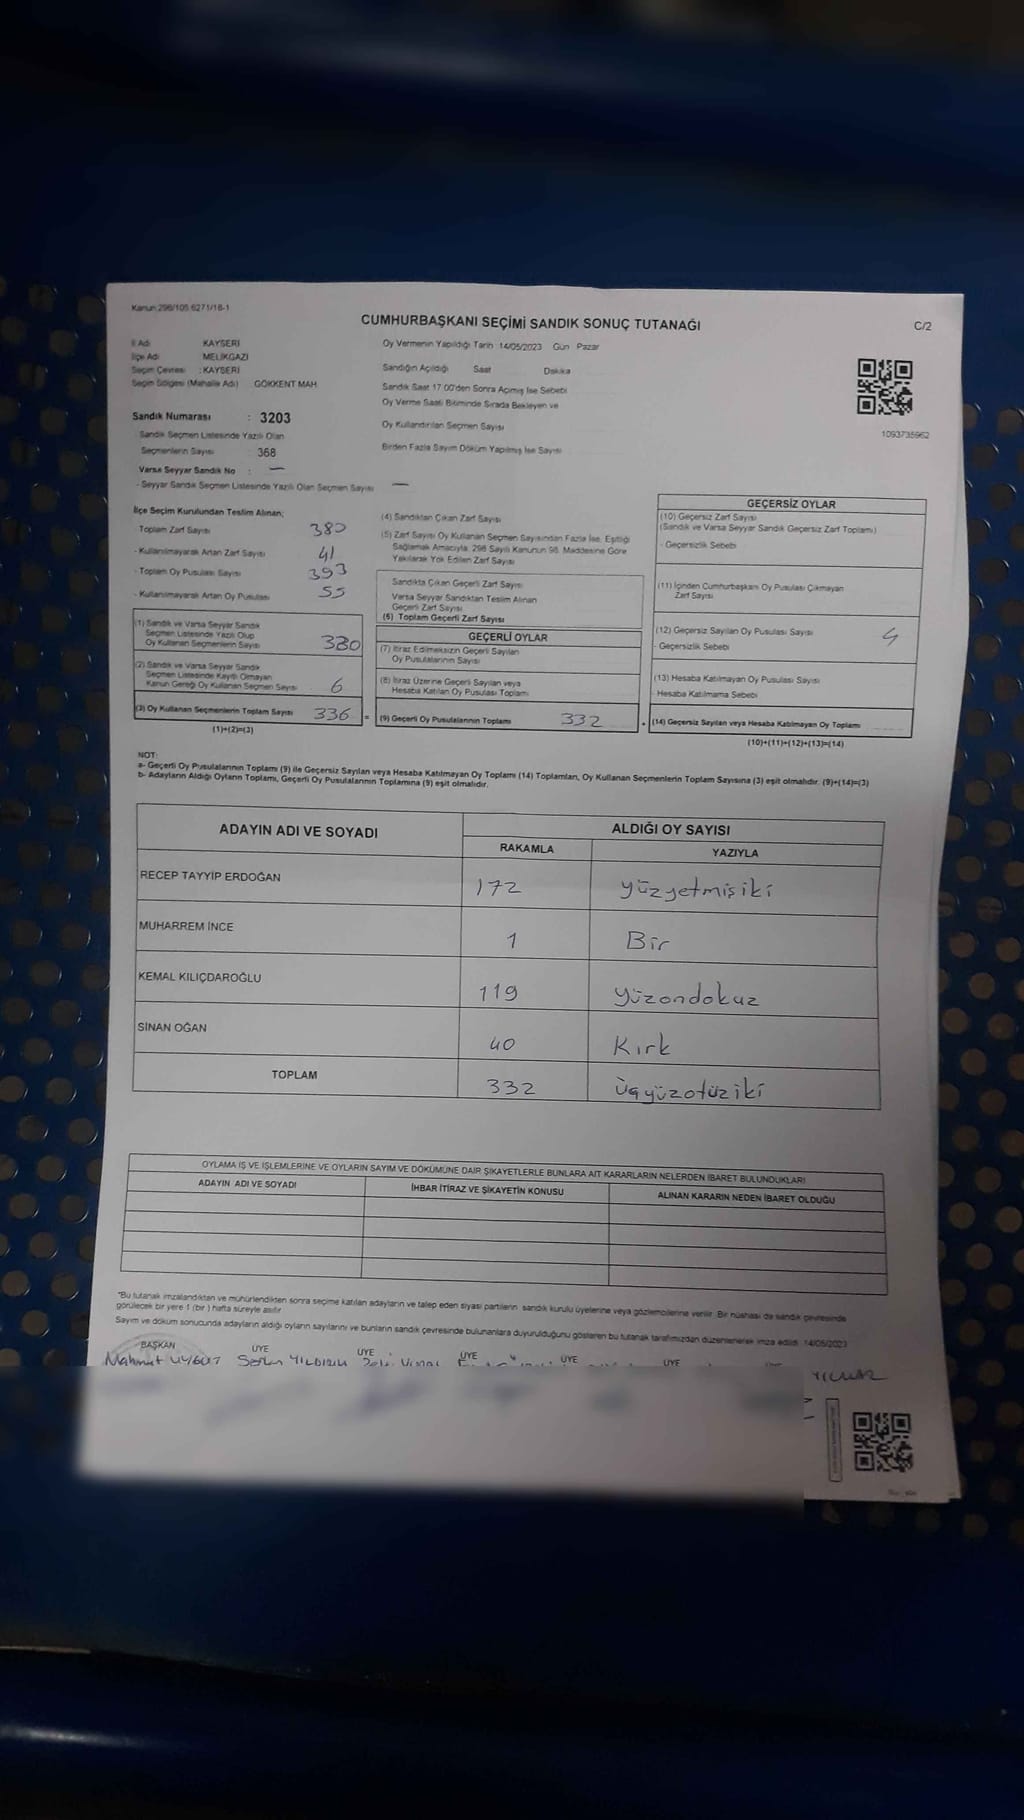 Kanun:298/105 6271/18-1
CUMHURBAŞKANI SEÇİMİ SANDIK SONUÇ TUTANAĞI
C/2
İl Adı KAYSERİ
İlçe Adı MELİKGAZİ
Seçim Çevresi : KAYSERİ
Seçim Bölgesi (Mahalle Adı) GÖKKENT MAH.
Oy Vermenin Yapıldığı Tarih 14/05/2023 Gün Pazar
Sandığın Açıldığı Saat Dakika
Sandık Saat 17:00'den Sonra Açılmış İse Sebebi
Oy Verme Saati Bitiminde Sırada Bekleyen ve
Oy Kullandırılan Seçmen Sayısı
Birden Fazla Sayım Döküm Yapılmış İse Sayısı
1093735962
Sandık Numarası : 3203
Sandık Seçmen Listesinde Yazılı Olan
Seçmenlerin Sayısı 368
Varsa Seyyar Sandık No : —
- Seyyar Sandık Seçmen Listesinde Yazılı Olan Seçmen Sayısı —
İlçe Seçim Kurulundan Teslim Alınan;
- Toplam Zarf Sayısı 380
- Kullanılmayarak Artan Zarf Sayısı 41
- Toplam Oy Pusulası Sayısı 393
- Kullanılmayarak Artan Oy Pusulası 55
(1) Sandık ve Varsa Seyyar Sandık
Seçmen Listesinde Yazılı Olup
Oy Kullanan Seçmenlerin Sayısı 330
(2) Sandık ve Varsa Seyyar Sandık
Seçmen Listesinde Kayıtlı Olmayan
Kanun Gereği Oy Kullanan Seçmen Sayısı 6
(3) Oy Kullanan Seçmenlerin Toplam Sayısı 336 =
(1)+(2)=(3)
(4) Sandıktan Çıkan Zarf Sayısı
(5) Zarf Sayısı Oy Kullanan Seçmen Sayısından Fazla İse, Eşitliği
Sağlamak Amacıyla, 298 Sayılı Kanunun 98. Maddesine Göre
Yakılarak Yok Edilen Zarf Sayısı
Sandıkta Çıkan Geçerli Zarf Sayısı
Varsa Seyyar Sandıktan Teslim Alınan
Geçerli Zarf Sayısı
(6) Toplam Geçerli Zarf Sayısı
GEÇERLİ OYLAR
(7) İtiraz Edilmeksizin Geçerli Sayılan
Oy Pusulalarının Sayısı
(8) İtiraz Üzerine Geçerli Sayılan veya
Hesaba Katılan Oy Pusulası Toplamı
(9) Geçerli Oy Pusulalarının Toplamı 332 +
GEÇERSİZ OYLAR
(10) Geçersiz Zarf Sayısı
(Sandık ve Varsa Seyyar Sandık Geçersiz Zarf Toplamı)
- Geçersizlik Sebebi
(11) İçinden Cumhurbaşkanı Oy Pusulası Çıkmayan
Zarf Sayısı
(12) Geçersiz Sayılan Oy Pusulası Sayısı 4
- Geçersizlik Sebebi
(13) Hesaba Katılmayan Oy Pusulası Sayısı
Hesaba Katılmama Sebebi
(14) Geçersiz Sayılan veya Hesaba Katılmayan Oy Toplamı
(10)+(11)+(12)+(13)=(14)
NOT:
a- Geçerli Oy Pusulalarının Toplamı (9) ile Geçersiz Sayılan veya Hesaba Katılmayan Oy Toplamı (14) Toplamları, Oy Kullanan Seçmenlerin Toplam Sayısına (3) eşit olmalıdır. (9)+(14)=(3)
b- Adayların Aldığı Oyların Toplamı, Geçerli Oy Pusulalarının Toplamına (9) eşit olmalıdır.
ADAYIN ADI VE SOYADI ALDIĞI OY SAYISI
RAKAMLA YAZIYLA
RECEP TAYYİP ERDOĞAN 172 yüzyetmişiki
MUHARREM İNCE 1 Bir
KEMAL KILIÇDAROĞLU 119 yüzondokuz
SİNAN OĞAN 40 Kırk
TOPLAM 332 üçyüzotüziki
OYLAMA İŞ VE İŞLEMLERİNE VE OYLARIN SAYIM VE DÖKÜMÜNE DAİR ŞİKAYETLERLE BUNLARA AİT KARARLARIN NELERDEN İBARET BULUNDUKLARI
ADAYIN ADI VE SOYADI İHBAR İTİRAZ VE ŞİKAYETİN KONUSU ALINAN KARARIN NEDEN İBARET OLDUĞU
"Bu tutanak imzalandıktan ve mühürlendikten sonra seçime katılan adayların ve talep eden siyasi partilerin sandık kurulu üyelerine veya gözlemcilerine verilir. Bir nüshası da sandık çevresinde
görülecek bir yere 1 (bir) hafta süreyle asılır.
Sayım ve döküm sonucunda adayların aldığı oyların sayılarını ve bunların sandık çevresinde bulunanlara duyurulduğunu gösteren bu tutanak tarafımızdan düzenlenerek imza edildi. 14/05/2023
BAŞKAN ÜYE ÜYE ÜYE ÜYE ÜYE
Mahmut YILDIRIM